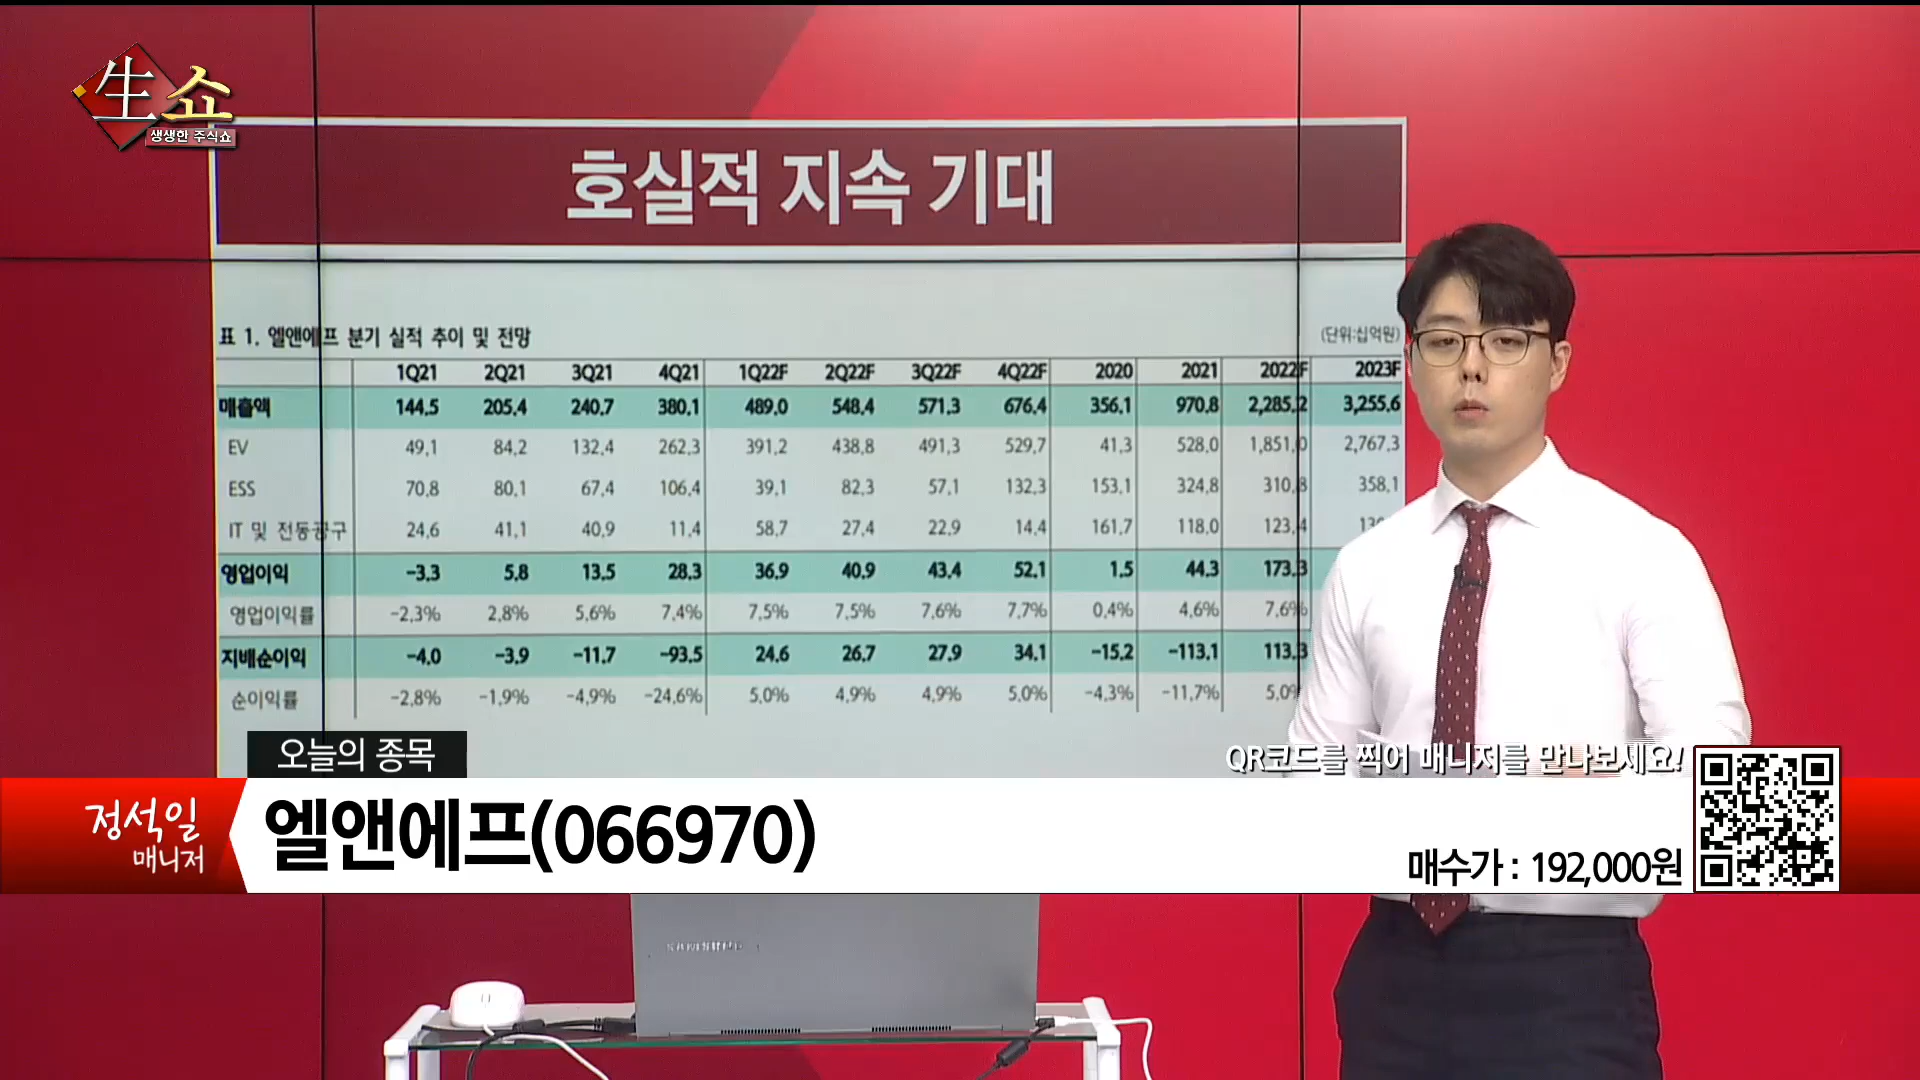 生쇼
생생한 주식쇼
호실적 지속 기대
표 1. 엘앤에프 분기 실적 추이 및 전망 (단위:십억원)
1Q21 2Q21 3Q21 4Q21 1Q22F 2Q22F 3Q22F 4Q22F 2020 2021 2022F 2023F
매출액 144.5 205.4 240.7 380.1 489.0 548.4 571.3 676.4 356.1 970.8 2,285.2 3,255.6
EV 49.1 84.2 132.4 262.3 391.2 438.8 491.3 529.7 41.3 528.0 1,851.0 2,767.3
ESS 70.8 80.1 67.4 106.4 39.1 82.3 57.1 132.3 153.1 324.8 310.8 358.1
IT 및 전동공구 24.6 41.1 40.9 11.4 58.7 27.4 22.9 14.4 161.7 118.0 123.4
영업이익 -3.3 5.8 13.5 28.3 36.9 40.9 43.4 52.1 1.5 44.3 173.3
영업이익률 -2.3% 2.8% 5.6% 7.4% 7.5% 7.5% 7.6% 7.7% 0.4% 4.6% 7.6%
지배순이익 -4.0 -3.9 -11.7 -93.5 24.6 26.7 27.9 34.1 -15.2 -113.1 113.3
순이익률 -2.8% -1.9% -4.9% -24.6% 5.0% 4.9% 4.9% 5.0% -4.3% -11.7% 5.0%
오늘의 종목
QR코드를 찍어 매니저를 만나보세요!
정석일
매니저
엘앤에프(066970)
매수가 : 192,000원